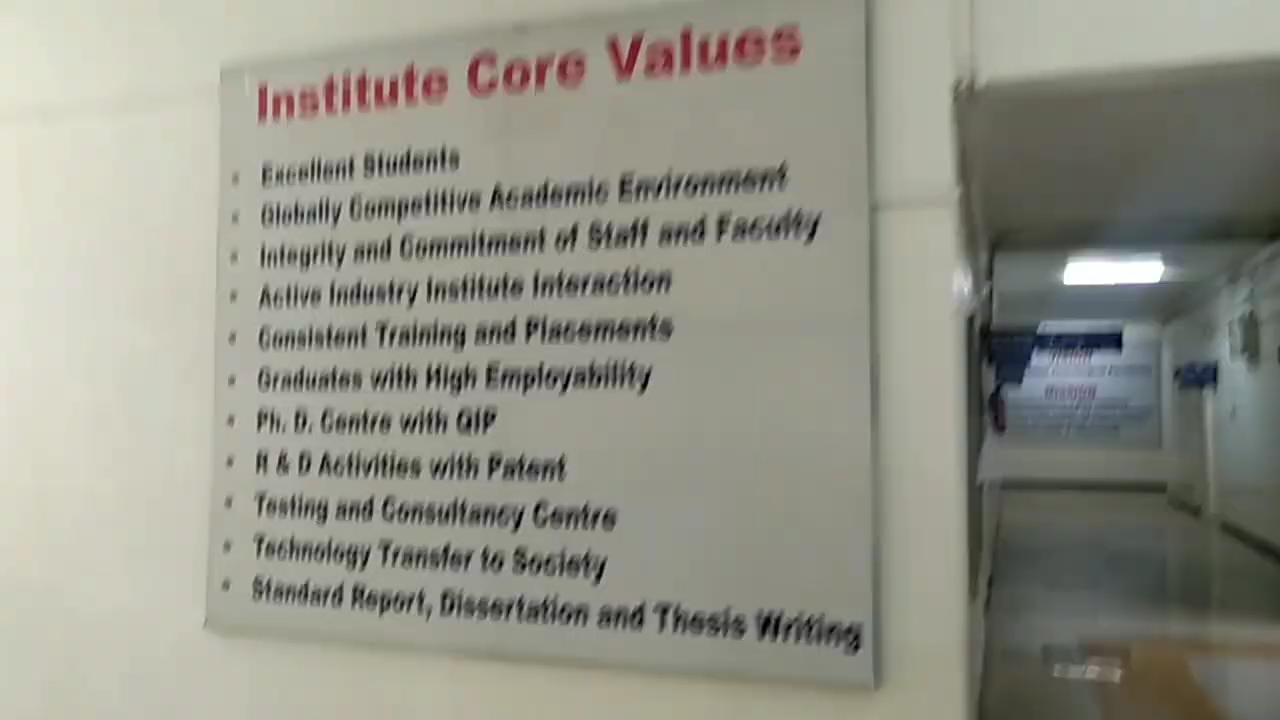 Institute Core Values
• Excellent Students
• Globally Competitive Academic Environment
• Integrity and Commitment of Staff and Faculty
• Active Industry Institute Interaction
• Consistent Training and Placements
• Graduates with High Employability
• Ph. D. Centre with QIP
• R & D Activities with Patent
• Testing and Consultancy Centre
• Technology Transfer to Society
• Standard Report, Dissertation and Thesis Writing